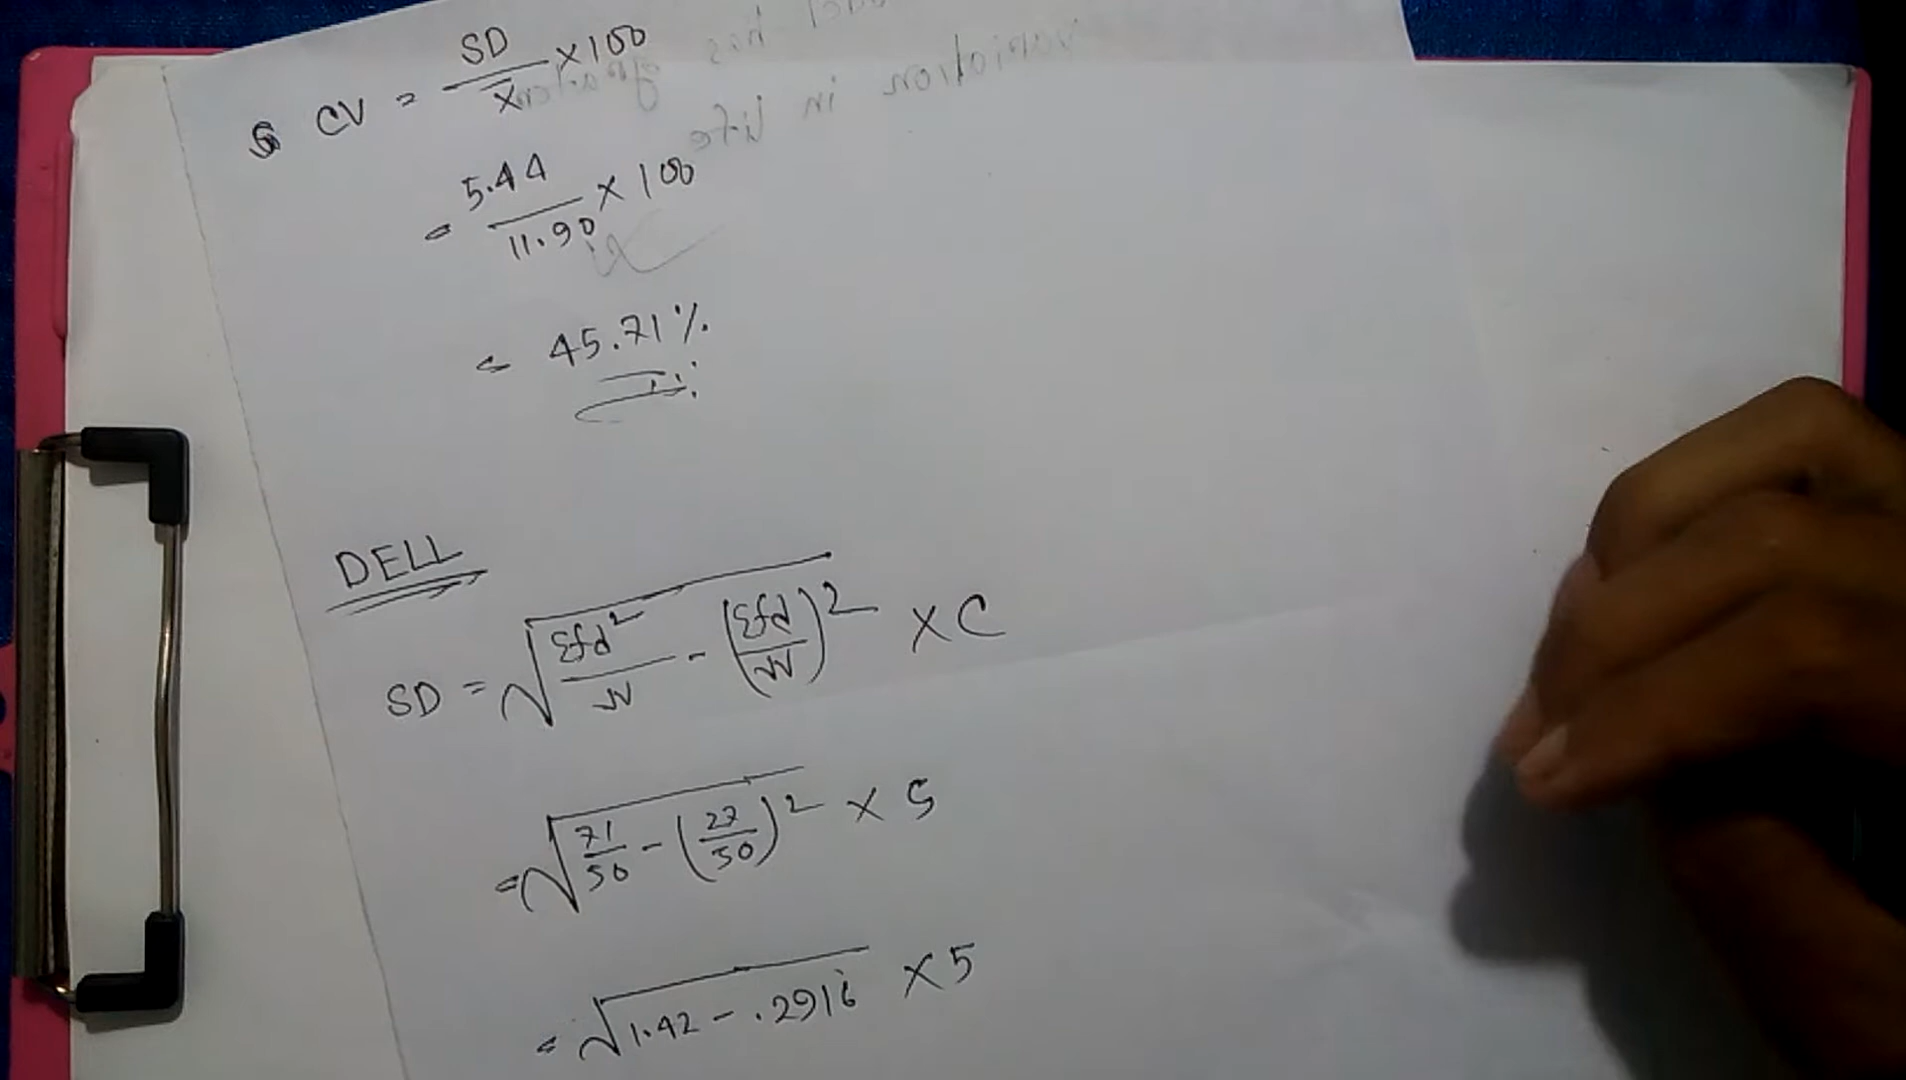 CV = SD/X̄ × 100
= 5.44/11.90 × 100
= 45.71%
DELL
SD = √(Σfd²/N - (Σfd/N)²) × C
= √(71/50 - (27/50)²) × 5
= √(1.42 - .2916) × 5